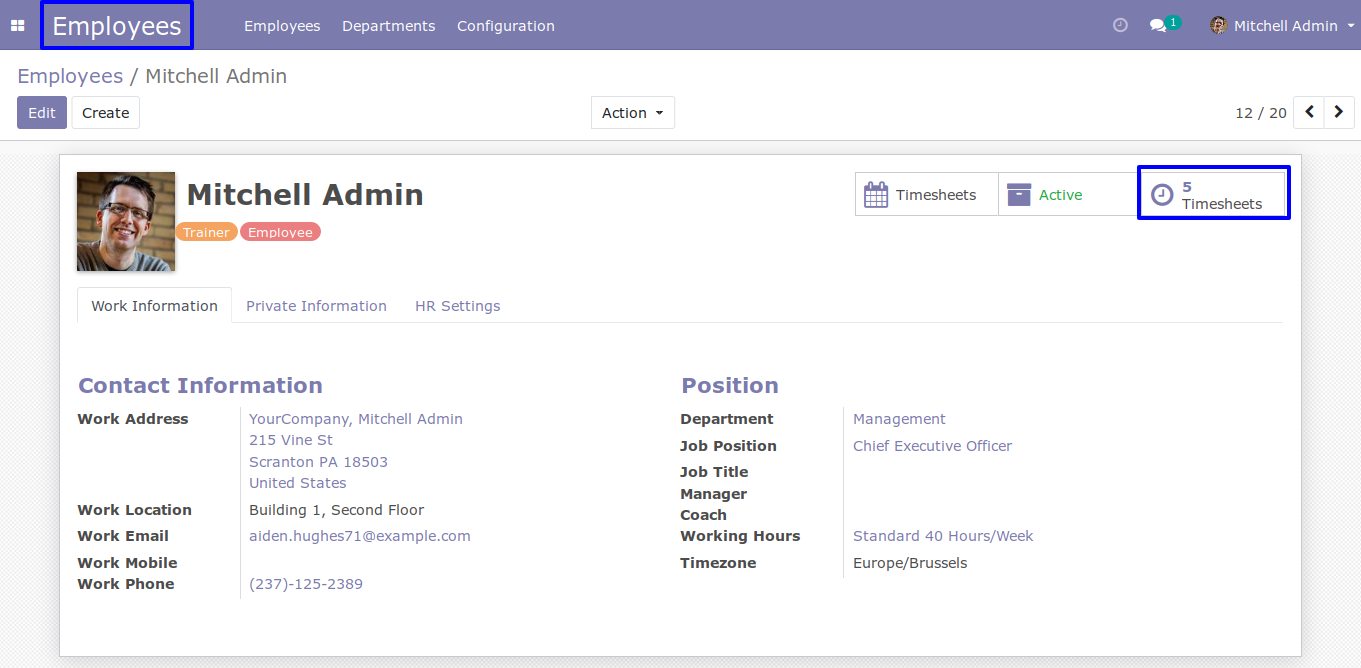 Employees Employees Departments Configuration 1 Mitchell Admin
Employees / Mitchell Admin
Edit Create Action 12 / 20
Mitchell Admin
Trainer Employee
Timesheets Active 5 Timesheets
Work Information Private Information HR Settings
Contact Information
Work Address YourCompany, Mitchell Admin
215 Vine St
Scranton PA 18503
United States
Work Location Building 1, Second Floor
Work Email aiden.hughes71@example.com
Work Mobile
Work Phone (237)-125-2389
Position
Department Management
Job Position Chief Executive Officer
Job Title
Manager
Coach
Working Hours Standard 40 Hours/Week
Timezone Europe/Brussels